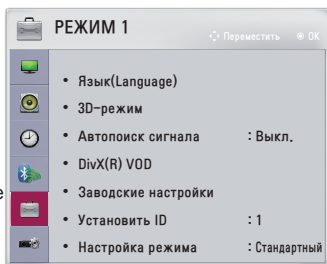 РЕЖИМ 1
Переместить OK
• Язык(Language)
• 3D-режим
• Автопоиск сигнала : Выкл.
• DivX(R) VOD
• Заводские настройки
• Установить ID : 1
• Настройка режима : Стандартный